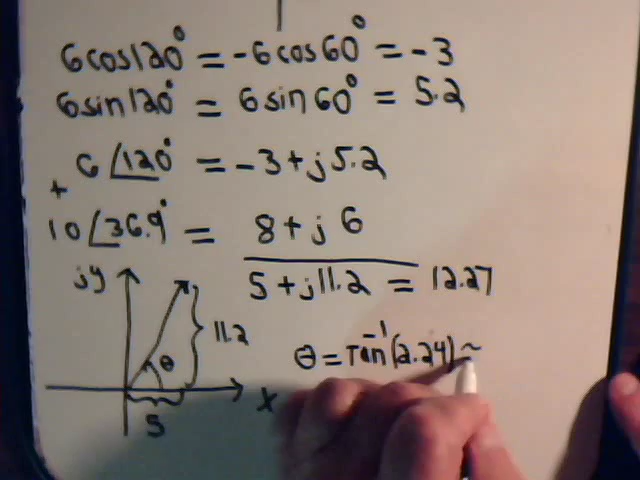 6cos120° = -6cos60° = -3
6sin120° = 6sin60° = 5.2
6∠120° = -3+j5.2
+
10∠36.9° = 8+j6
5+j11.2 = 12.27
jy
11.2
θ
θ = Tan⁻¹(2.24) ≈
x
5